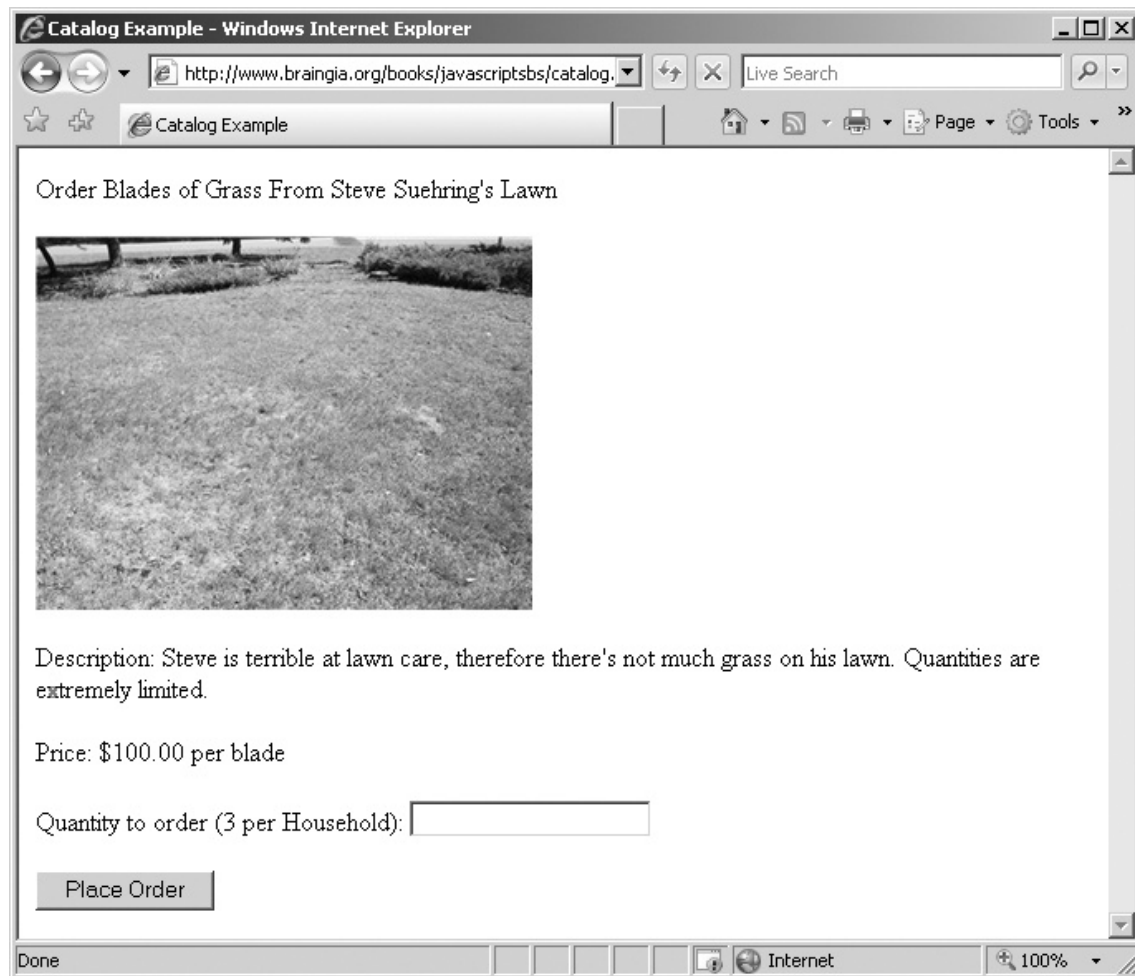 Catalog Example - Windows Internet Explorer
http://www.braingia.org/books/javascriptsbs/catalog.
Live Search
Catalog Example
Page
Tools
»
Order Blades of Grass From Steve Suehring's Lawn
Description: Steve is terrible at lawn care, therefore there's not much grass on his lawn. Quantities are
extremely limited.
Price: $100.00 per blade
Quantity to order (3 per Household):
Place Order
Done
Internet
100%